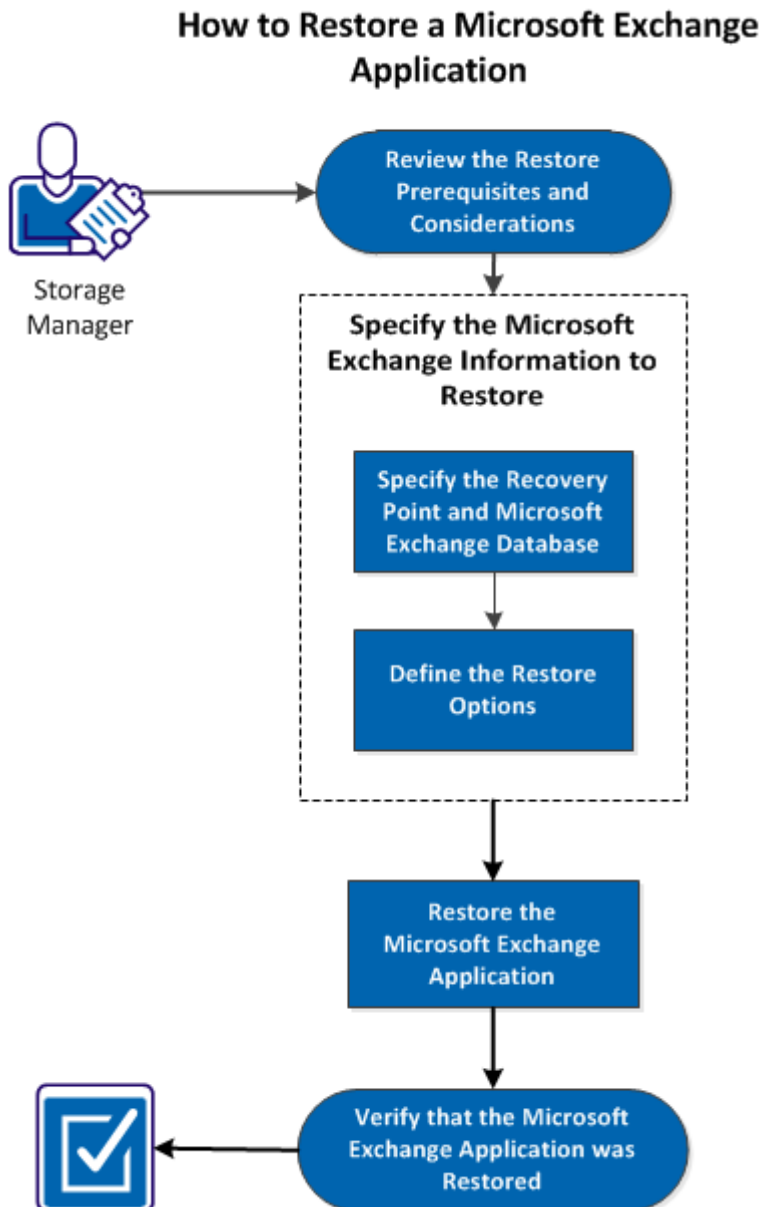 How to Restore a Microsoft Exchange
Application
Review the Restore
Prerequisites and
Considerations
Storage
Manager
Specify the Microsoft
Exchange Information to
Restore
Specify the Recovery
Point and Microsoft
Exchange Database
Define the Restore
Options
Restore the
Microsoft Exchange
Application
Verify that the Microsoft
Exchange Application was
Restored